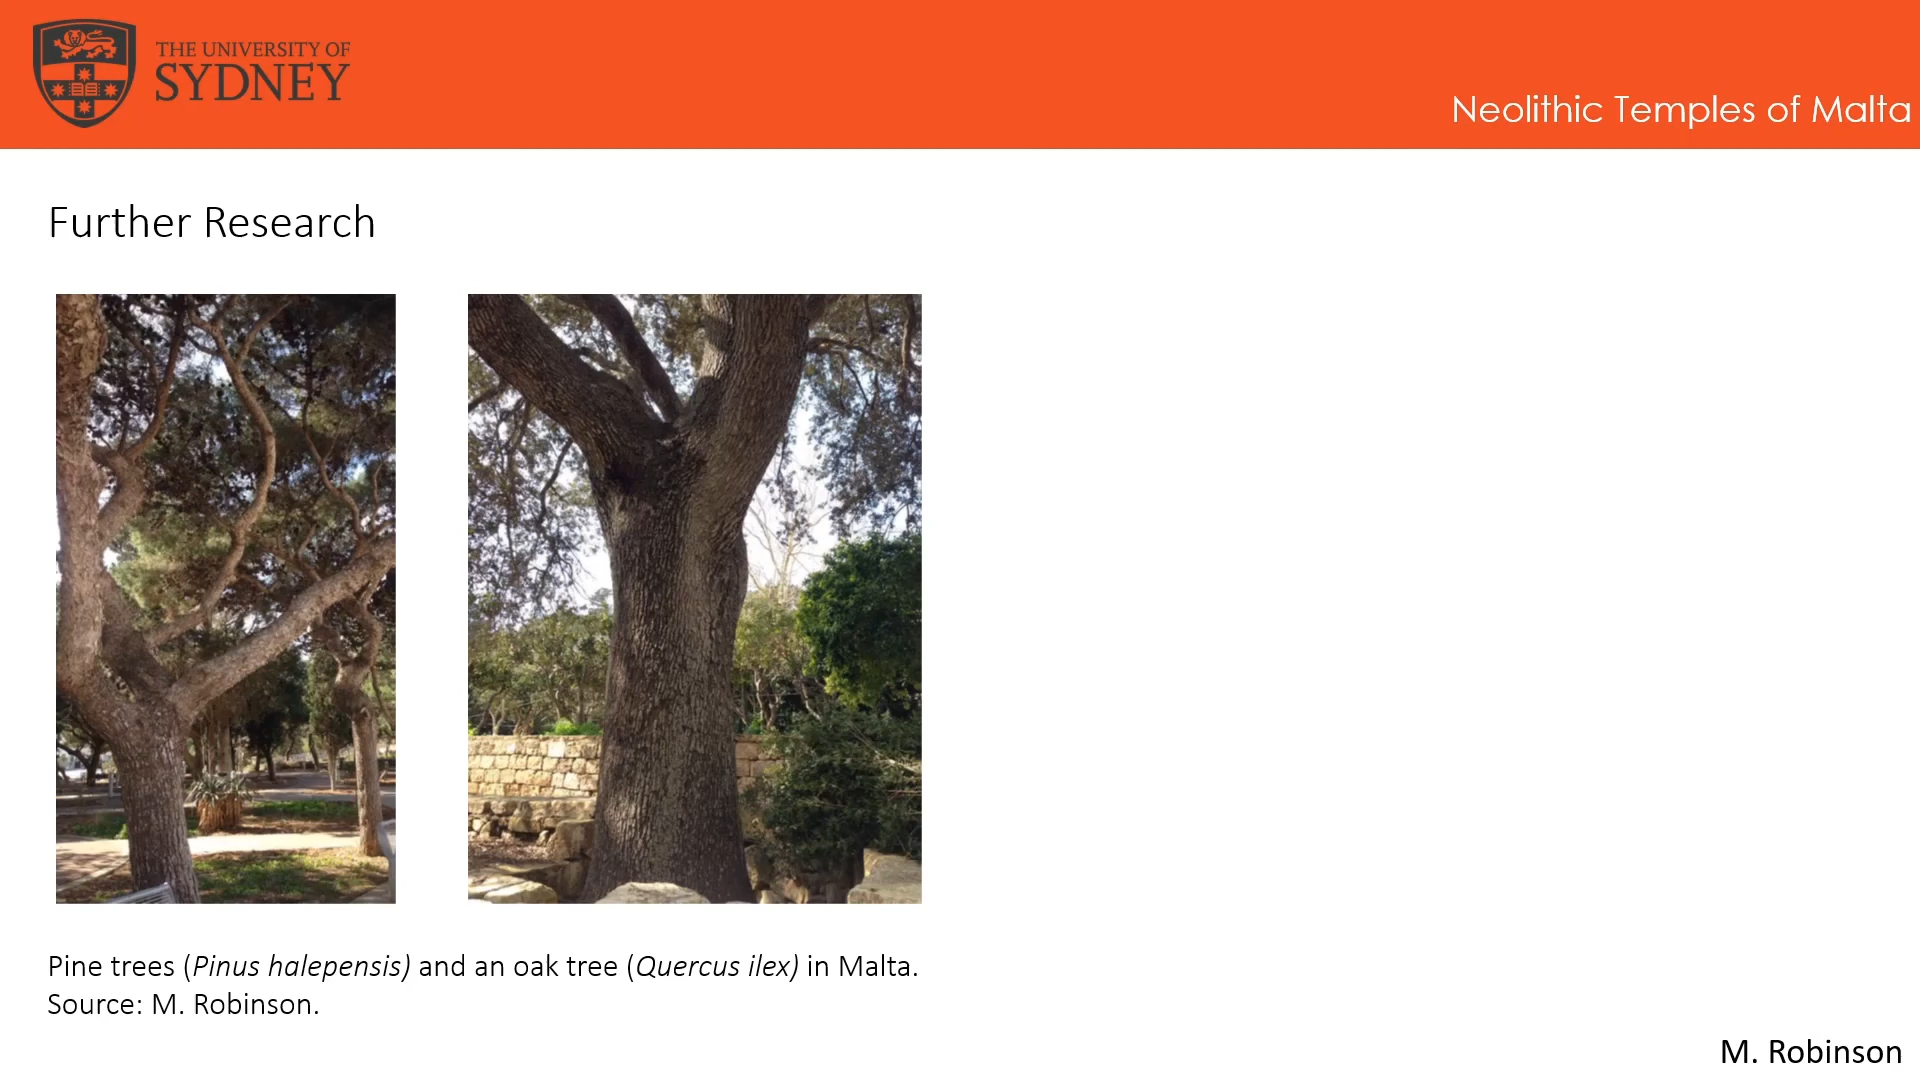 THE UNIVERSITY OF
SYDNEY
Neolithic Temples of Malta
Further Research
Pine trees (Pinus halepensis) and an oak tree (Quercus ilex) in Malta.
Source: M. Robinson.
M. Robinson